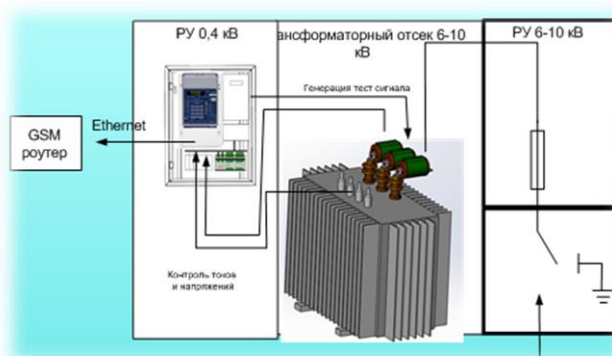 РУ 0,4 кВ
ансформаторный отсек 6-10
кВ
РУ 6-10 кВ
Генерация тест сигнала
Ethernet
GSM
роутер
Контроль токов
и напряжений